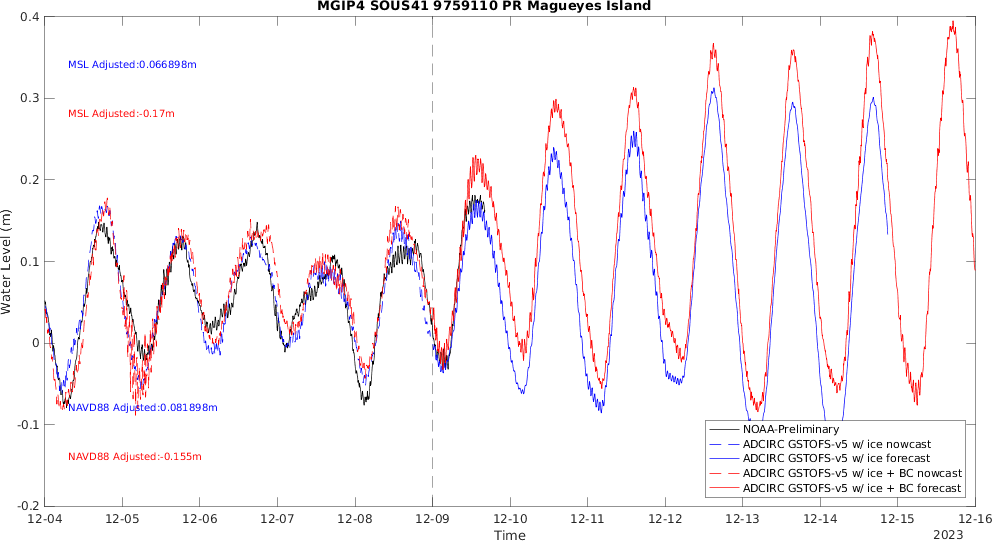 MGIP4 SOUS41 9759110 PR Magueyes Island
0.4
0.3
0.2
0.1
0
-0.1
-0.2
Water Level (m)
MSL Adjusted:0.066898m
MSL Adjusted:-0.17m
NAVD88 Adjusted:0.081898m
NAVD88 Adjusted:-0.155m
NOAA-Preliminary
ADCIRC GSTOFS-v5 w/ ice nowcast
ADCIRC GSTOFS-v5 w/ ice forecast
ADCIRC GSTOFS-v5 w/ ice + BC nowcast
ADCIRC GSTOFS-v5 w/ ice + BC forecast
12-04 12-05 12-06 12-07 12-08 12-09 12-10 12-11 12-12 12-13 12-14 12-15 12-16
Time
2023